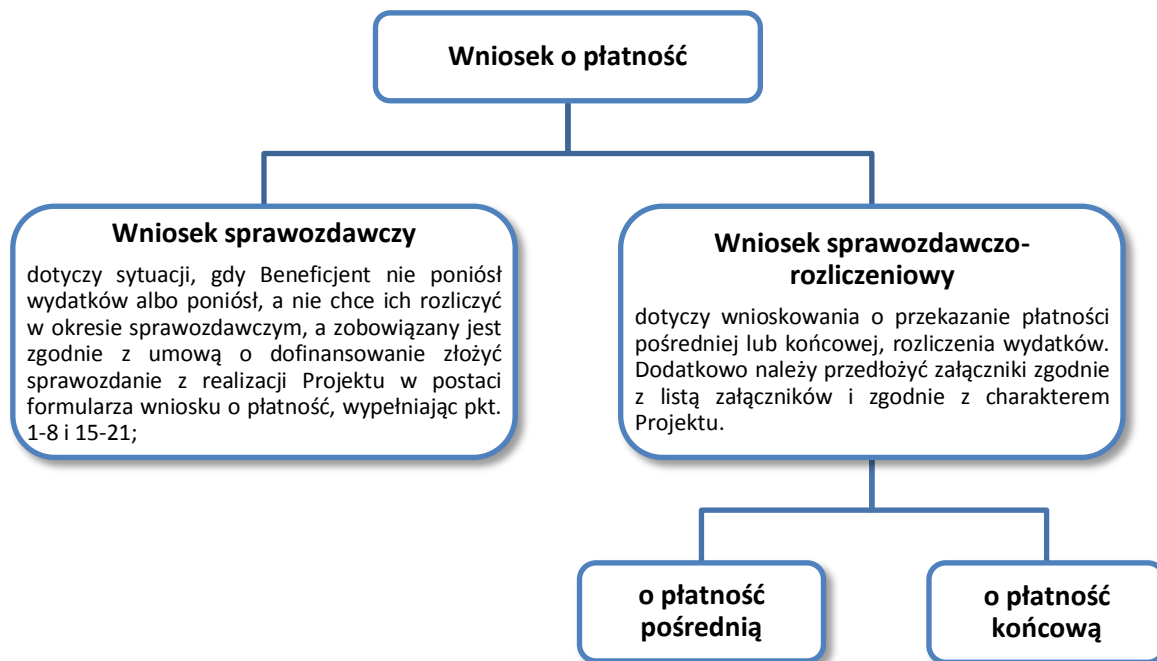 Wniosek o płatność
Wniosek sprawozdawczy
dotyczy sytuacji, gdy Beneficjent nie poniósł
wydatków albo poniósł, a nie chce ich rozliczyć
w okresie sprawozdawczym, a zobowiązany jest
zgodnie z umową o dofinansowanie złożyć
sprawozdanie z realizacji Projektu w postaci
formularza wniosku o płatność, wypełniając pkt.
1-8 i 15-21;
Wniosek sprawozdawczo-
rozliczeniowy
dotyczy wnioskowania o przekazanie płatności
pośredniej lub końcowej, rozliczenia wydatków.
Dodatkowo należy przedłożyć załączniki zgodnie
z listą załączników i zgodnie z charakterem
Projektu.
o płatność
pośrednią
o płatność
końcową